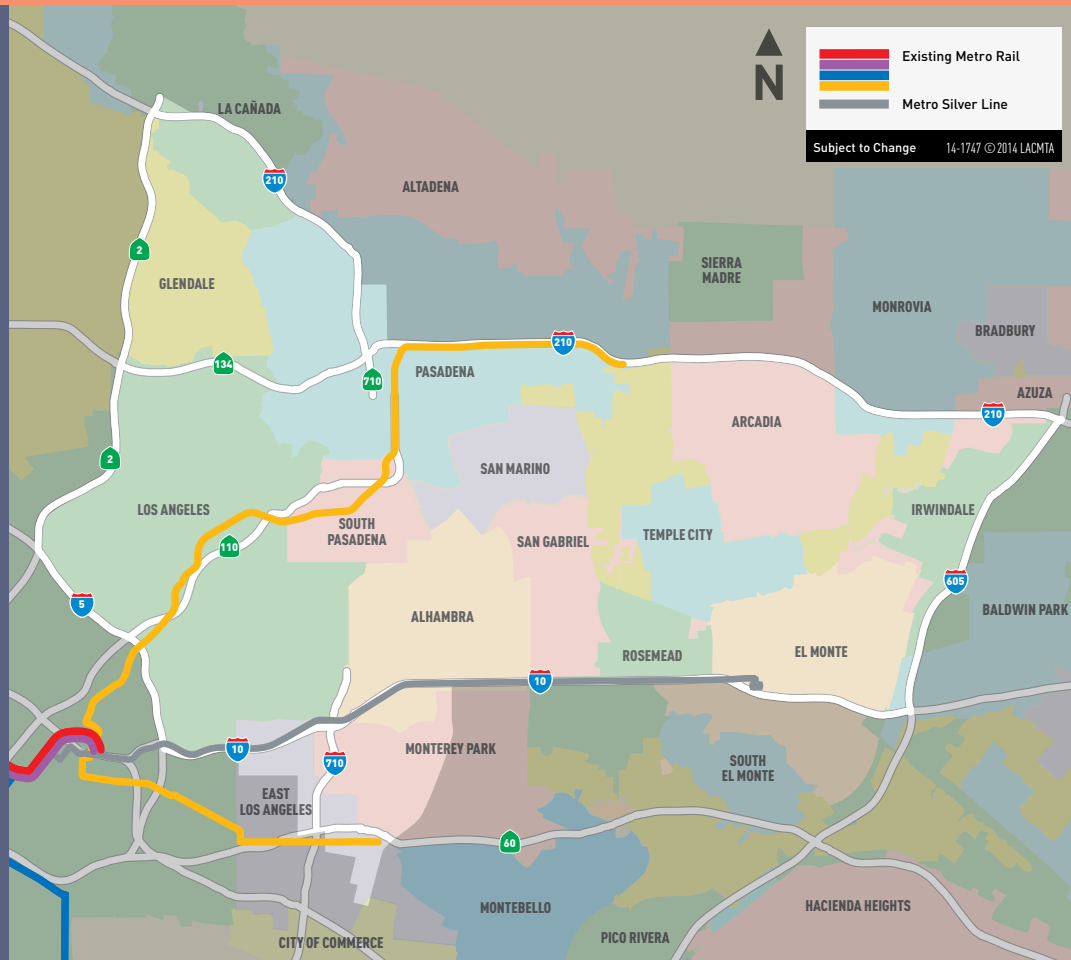 N
Existing Metro Rail
Metro Silver Line
Subject to Change 14-1747 © 2014 LACMTA
LA CAÑADA
210
ALTADENA
2
GLENDALE
SIERRA
MADRE
MONROVIA
BRADBURY
134
710
PASADENA
210
AZUZA
210
ARCADIA
2
SAN MARINO
LOS ANGELES
SOUTH
PASADENA
110
SAN GABRIEL
TEMPLE CITY
IRWINDALE
605
BALDWIN PARK
5
ALHAMBRA
ROSEMEAD
EL MONTE
10
10
710
MONTEREY PARK
SOUTH
EL MONTE
EAST
LOS ANGELES
60
MONTEBELLO
HACIENDA HEIGHTS
CITY OF COMMERCE
PICO RIVERA